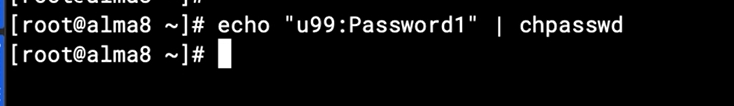 [root@alma8 ~]# echo "u99:Password1" | chpasswd
[root@alma8 ~]#